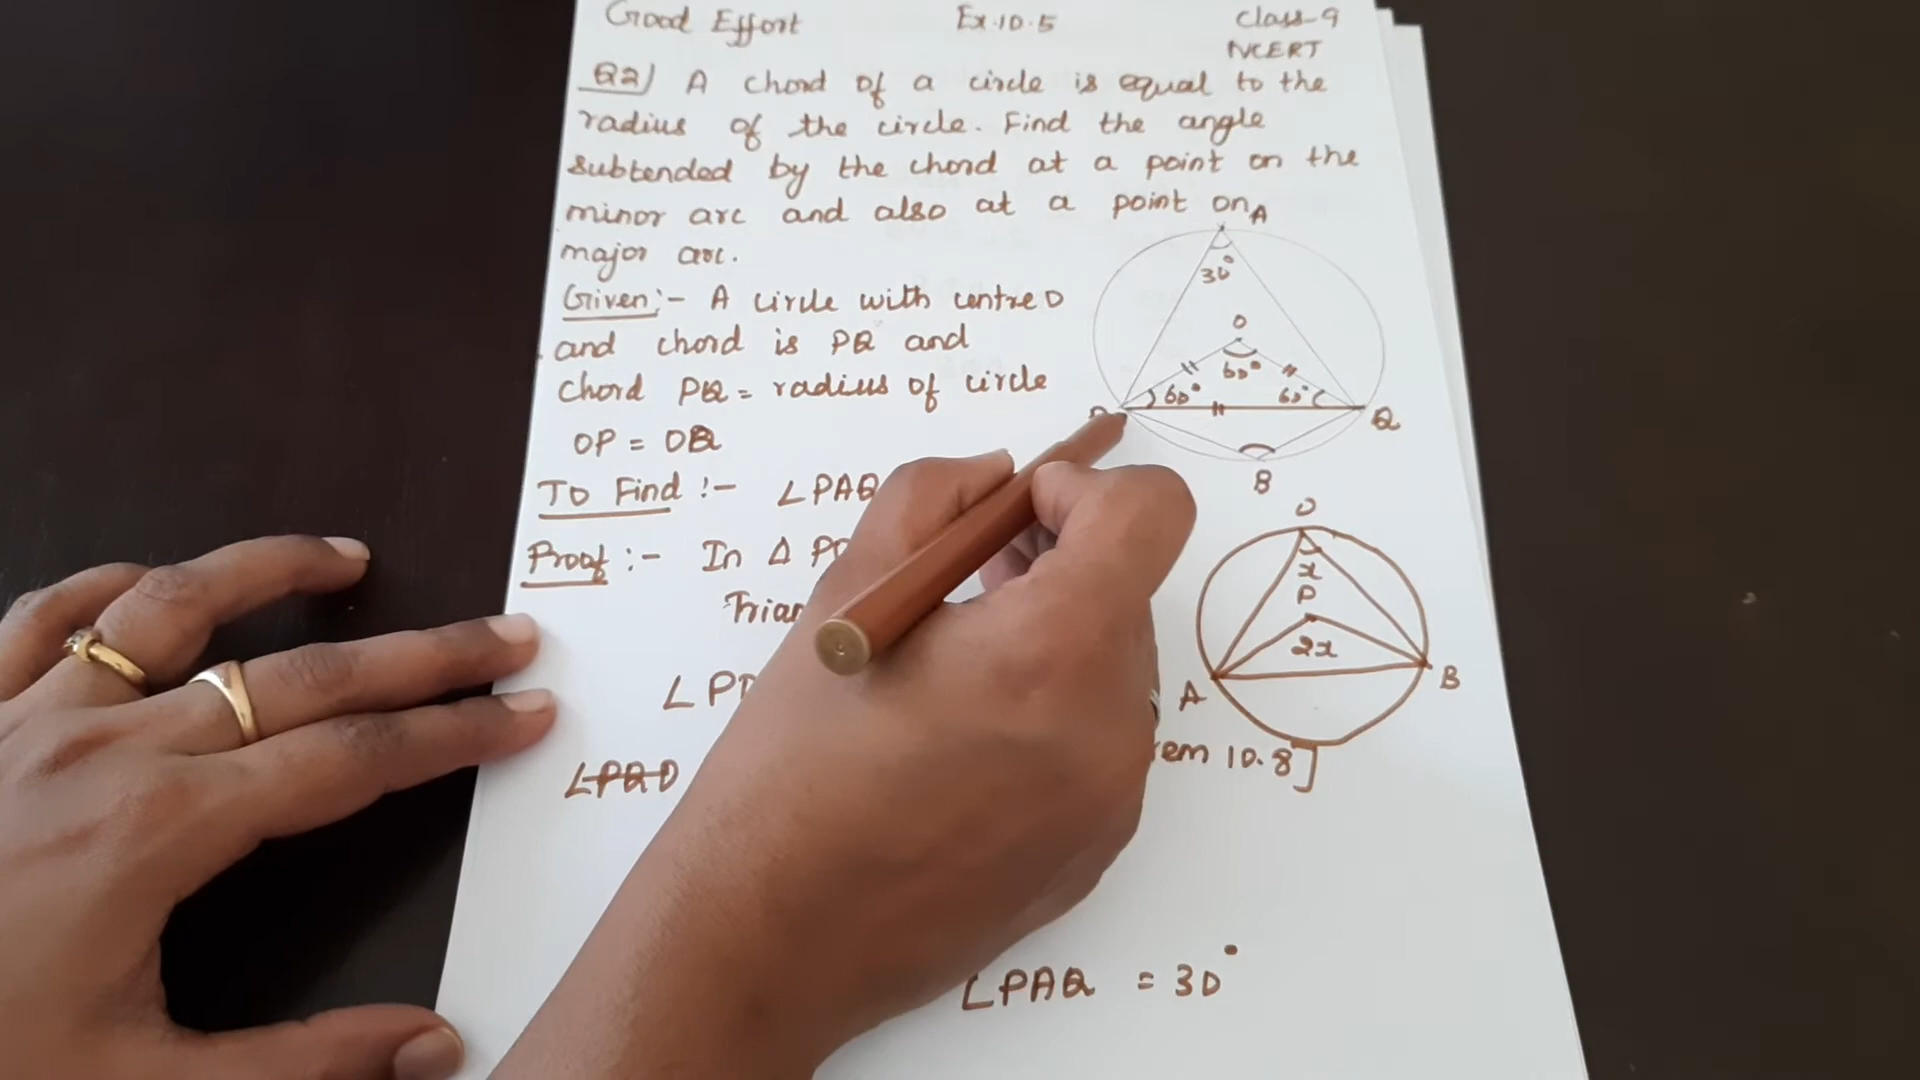 Good Effort Ex.10.5 Class-9
NCERT
Q2) A chord of a circle is equal to the
radius of the circle. Find the angle
subtended by the chord at a point on the
minor arc and also at a point on
major arc.
Given:- A circle with centre O
and chord is PQ and
Chord PQ = radius of circle
OP = OQ
To Find :- ∠PAQ
Proof :- In Δ
∠PQO
10.8]
∠PAQ = 30°
A
30°
O
60°
60° 60°
Q
B
O
x
P
2x
A B